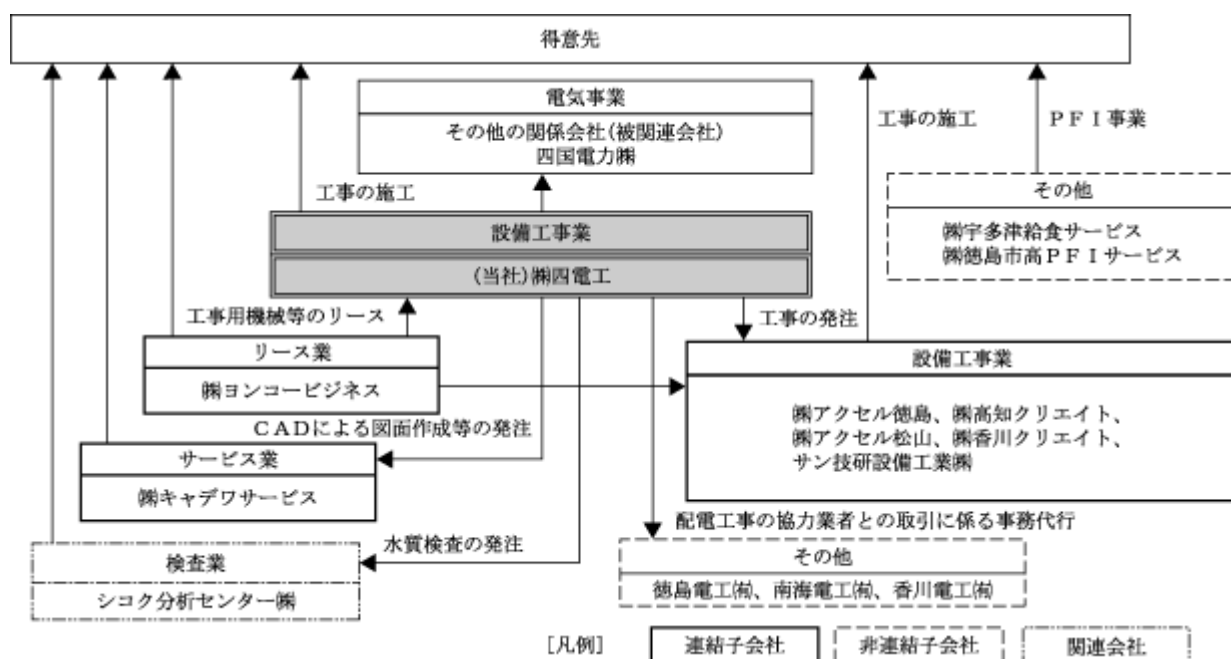 得意先
電気事業
その他の関係会社(被関連会社)
四国電力㈱
工事の施工
PFI事業
その他
㈱宇多津給食サービス
㈱徳島市高PFIサービス
工事の施工
設備工事業
(当社)㈱四電工
工事用機械等のリース
工事の発注
リース業
㈱ヨンコービジネス
設備工事業
㈱アクセル徳島、㈱高知クリエイト、
㈱アクセル松山、㈱香川クリエイト、
サン技研設備工業㈱
CADによる図面作成等の発注
サービス業
㈱キャデワサービス
配電工事の協力業者との取引に係る事務代行
水質検査の発注
検査業
シコク分析センター㈱
その他
徳島電工㈲、南海電工㈲、香川電工㈲
[凡例]
連結子会社
非連結子会社
関連会社